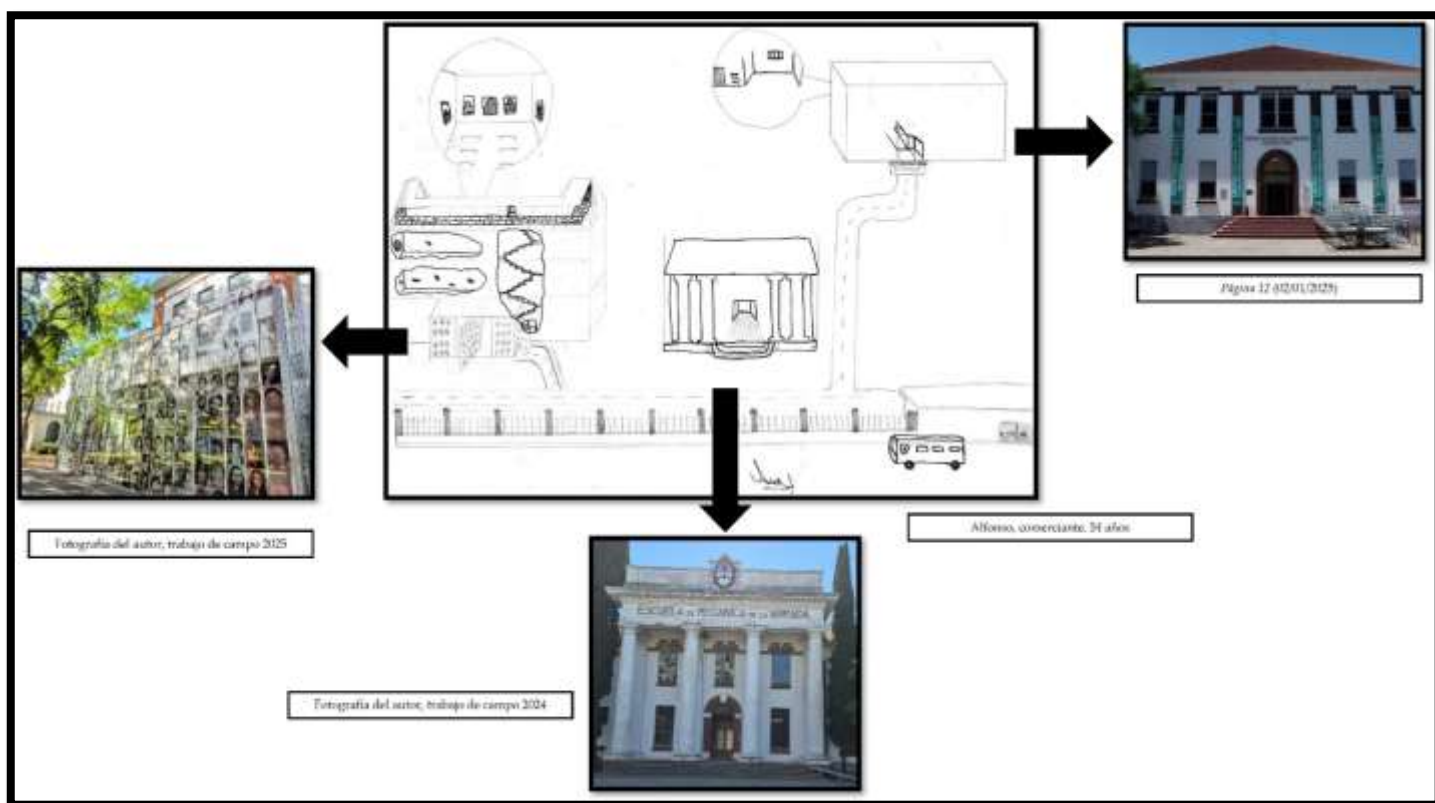 Página 12 (02/01/2025)
Fotografía del autor, trabajo de campo 2025
Alfonso, comerciante, 54 años
ESCUELA DE MECANICA DE LA ARMADA
Fotografía del autor, trabajo de campo 2024